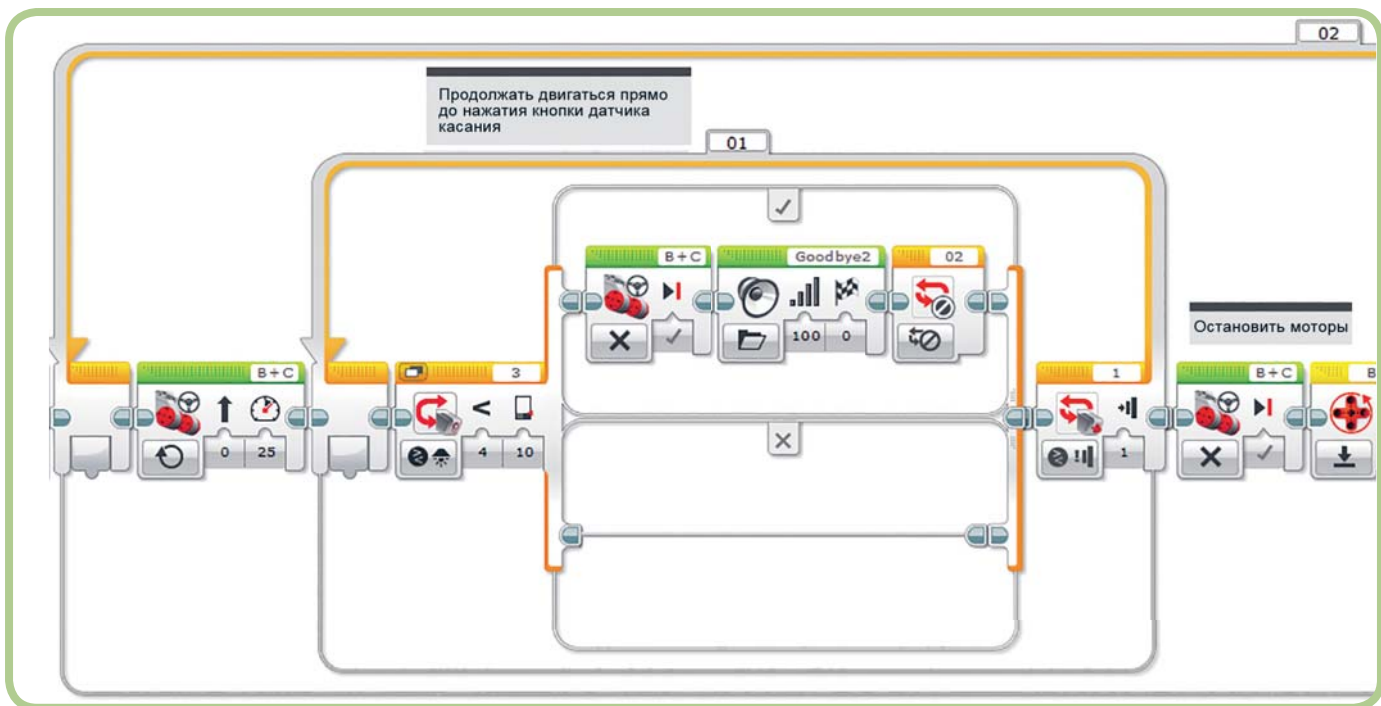 02
Продолжать двигаться прямо
до нажатия кнопки датчика
касания
01
B+C
Goodbye2
02
100
0
Остановить моторы
B+C
3
1
B+C
B
<
0
25
4
10
1